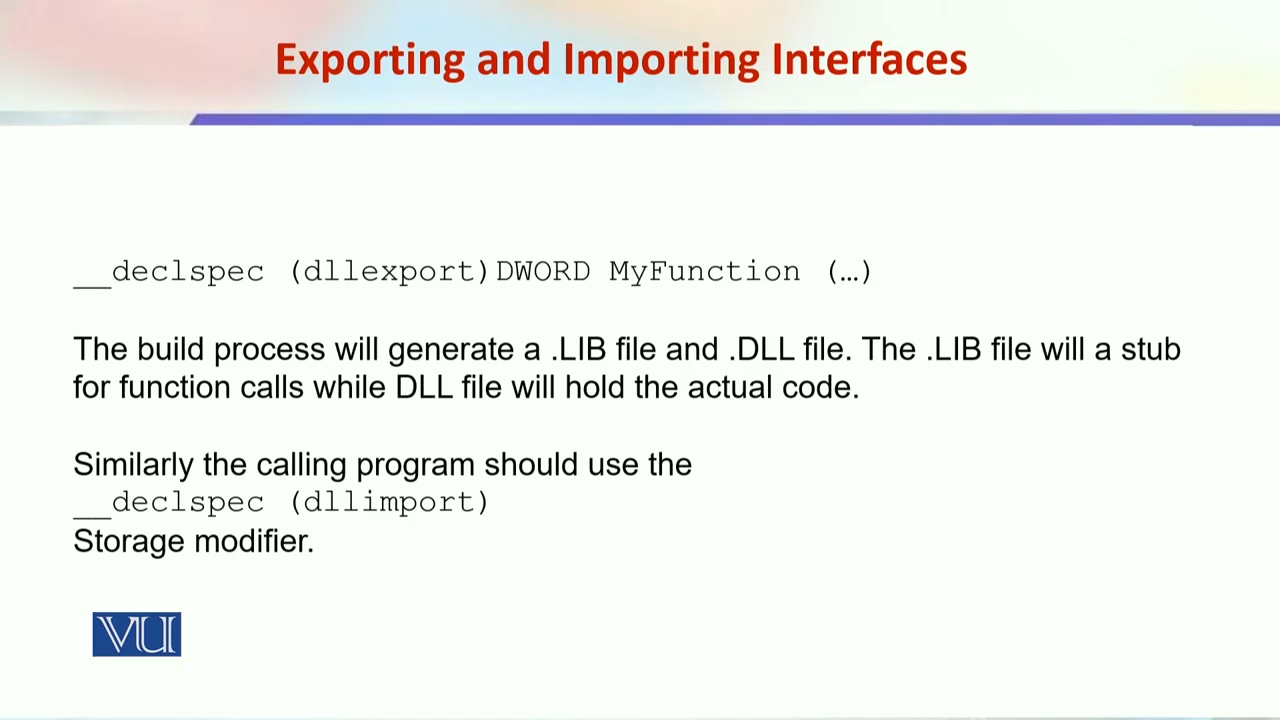 Exporting and Importing Interfaces
__declspec (dllexport)DWORD MyFunction (…)
The build process will generate a .LIB file and .DLL file. The .LIB file will a stub
for function calls while DLL file will hold the actual code.
Similarly the calling program should use the
__declspec (dllimport)
Storage modifier.
VU